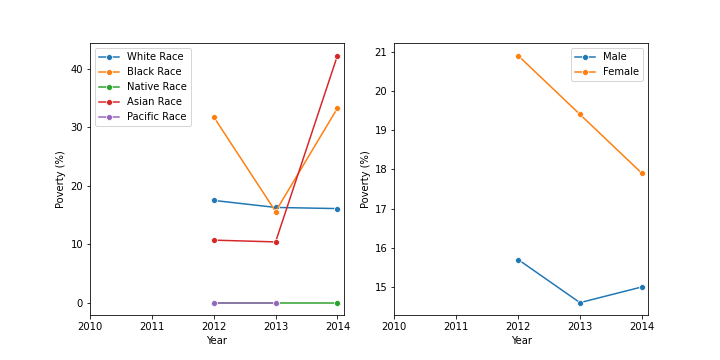 White Race
Black Race
Native Race
Asian Race
Pacific Race
40
30
20
10
0
Poverty (%)
2010 2011 2012 2013 2014
Year
Male
Female
21
20
19
18
17
16
15
Poverty (%)
2010 2011 2012 2013 2014
Year